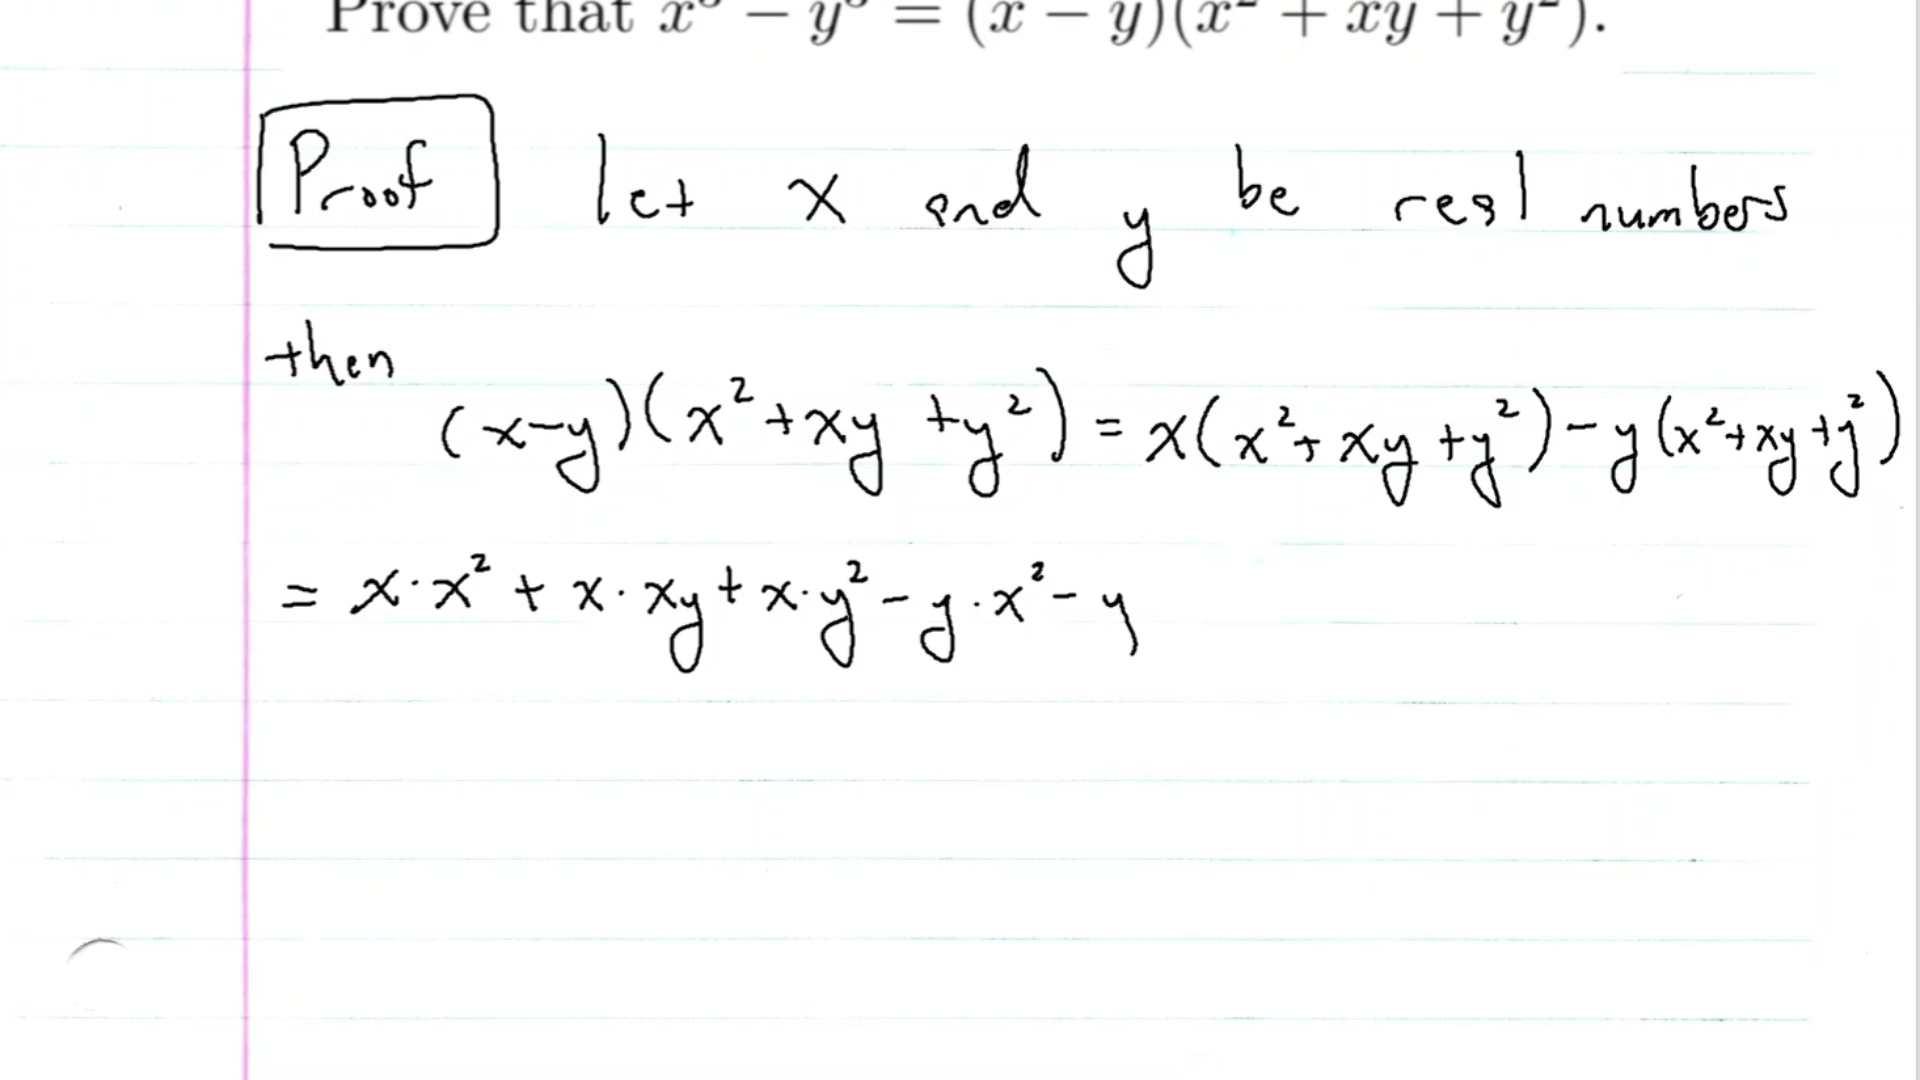 Prove that x³ − y³ = (x − y)(x² + xy + y²).
Proof let x and y be real numbers
then
(x-y)(x²+xy+y²) = x(x²+xy+y²)-y(x²+xy+y²)
= x·x² + x·xy + x·y² - y·x² - y